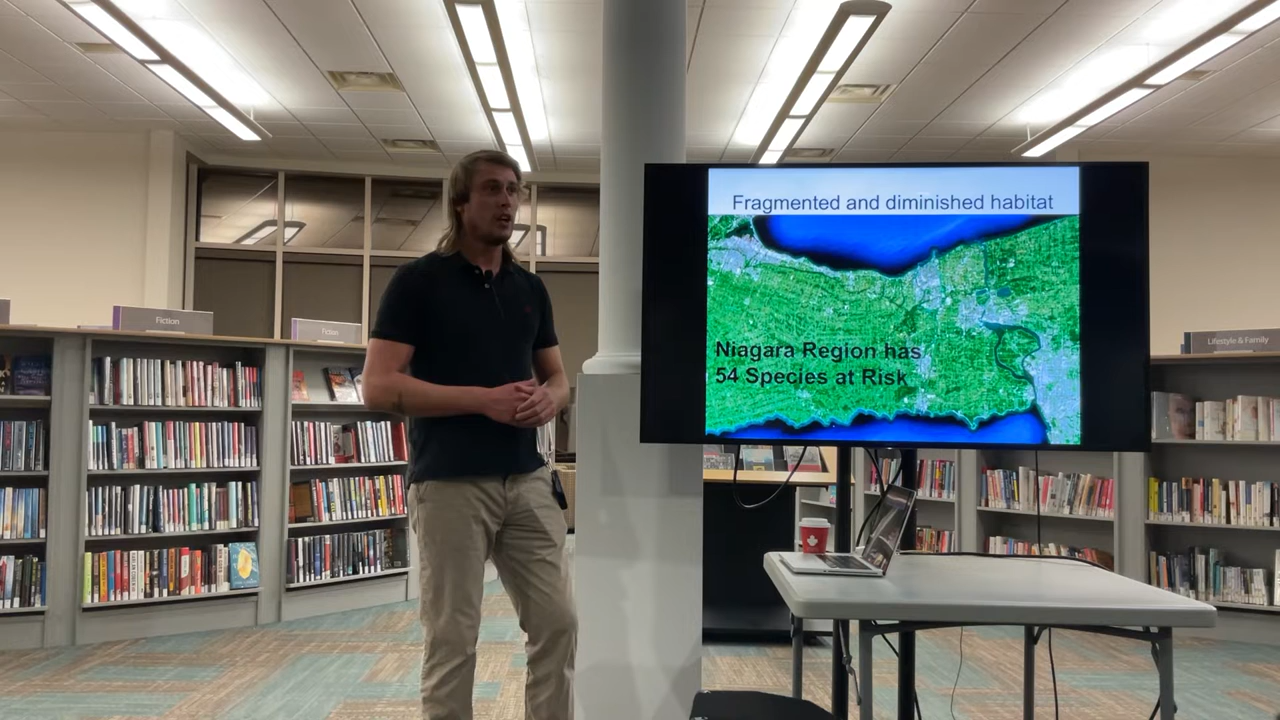 Fragmented and diminished habitat
Niagara Region has
54 Species at Risk
Fiction
Fiction
Lifestyle & Family